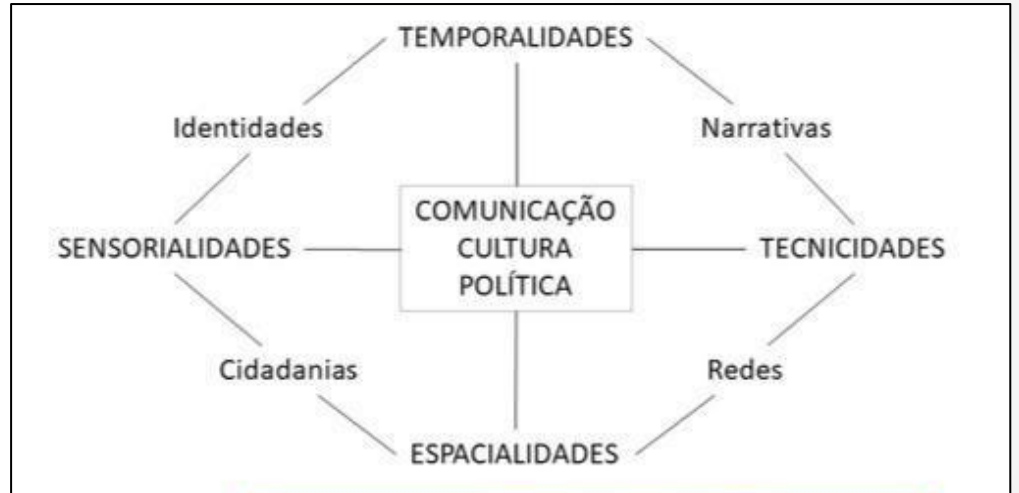 TEMPORALIDADES
Identidades
Narrativas
COMUNICAÇÃO
CULTURA
POLÍTICA
SENSORIALIDADES
TECNICIDADES
Cidadanias
Redes
ESPACIALIDADES